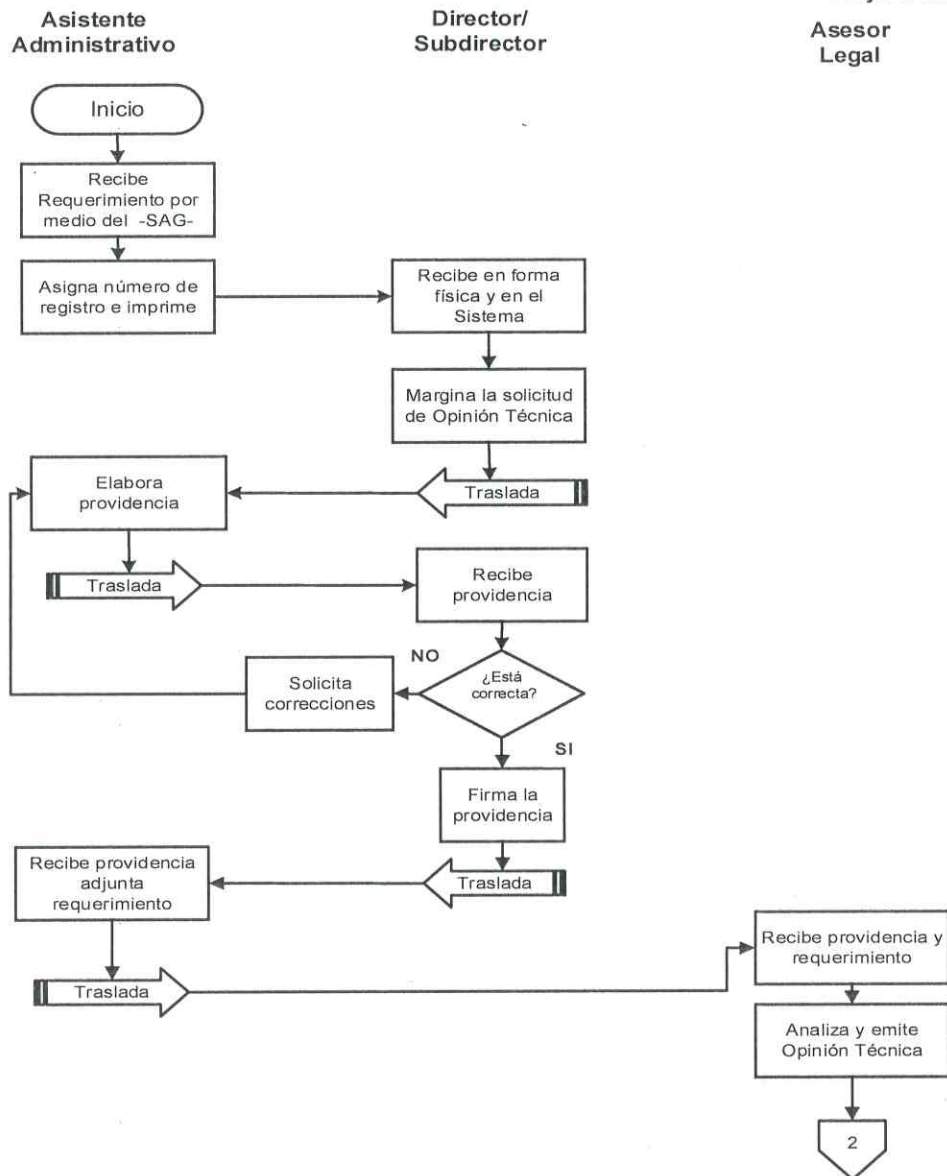 Asistente
Administrativo
Director/
Subdirector
Asesor
Legal
Inicio
Recibe
Requerimiento por
medio del -SAG-
Asigna número de
registro e imprime
Recibe en forma
física y en el
Sistema
Margina la solicitud
de Opinión Técnica
Traslada
Elabora
providencia
Traslada
Recibe
providencia
¿Está
correcta?
NO
Solicita
correcciones
SI
Firma la
providencia
Traslada
Recibe providencia
adjunta
requerimiento
Traslada
Recibe providencia y
requerimiento
Analiza y emite
Opinión Técnica
2